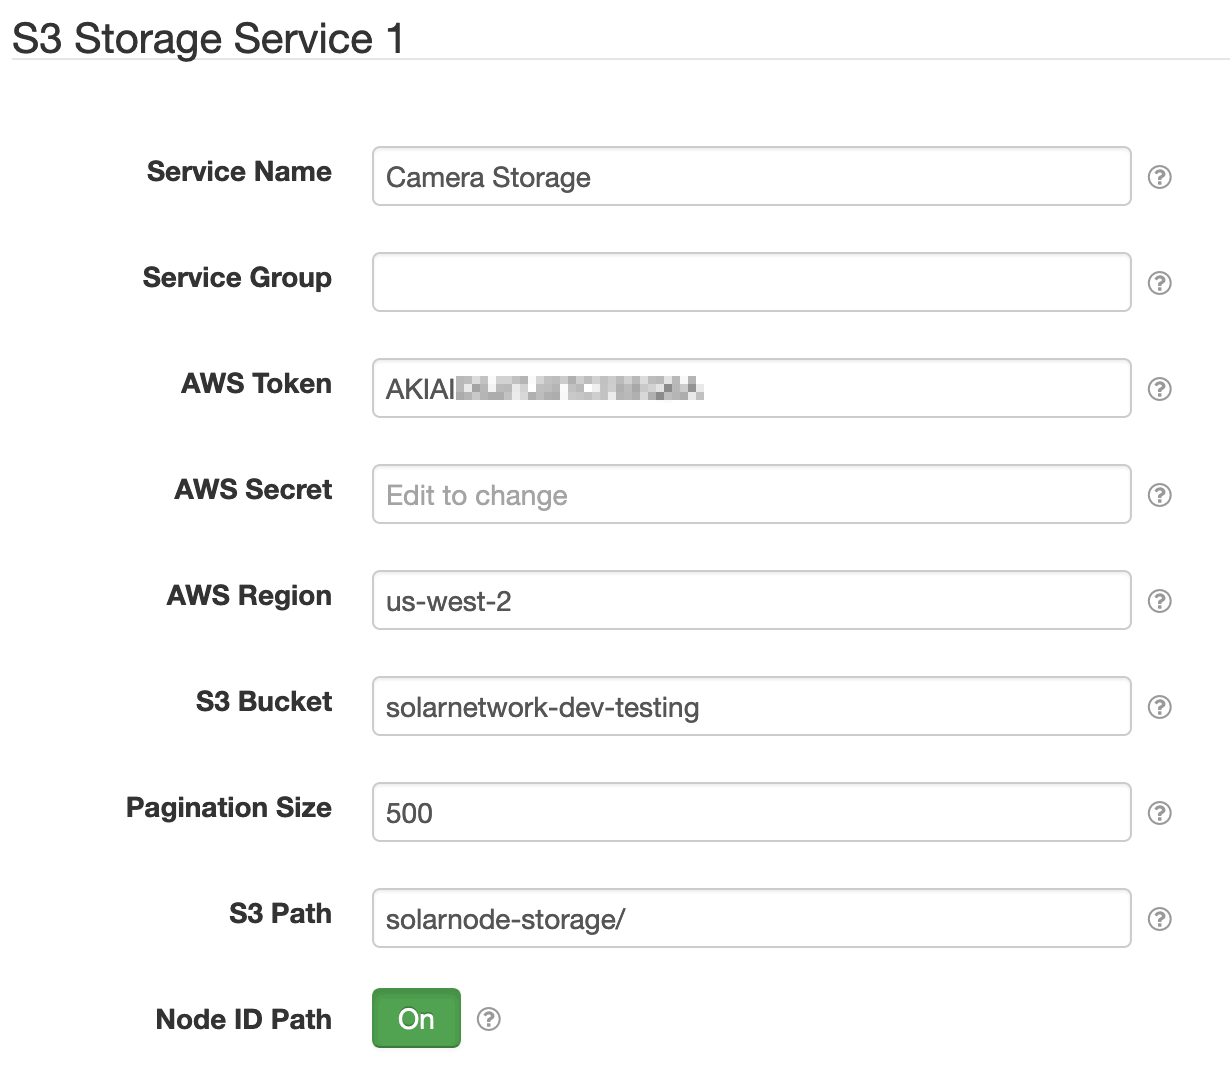 S3 Storage Service 1
Service Name Camera Storage ?
Service Group ?
AWS Token AKIAI ?
AWS Secret Edit to change ?
AWS Region us-west-2 ?
S3 Bucket solarnetwork-dev-testing ?
Pagination Size 500 ?
S3 Path solarnode-storage/ ?
Node ID Path On ?